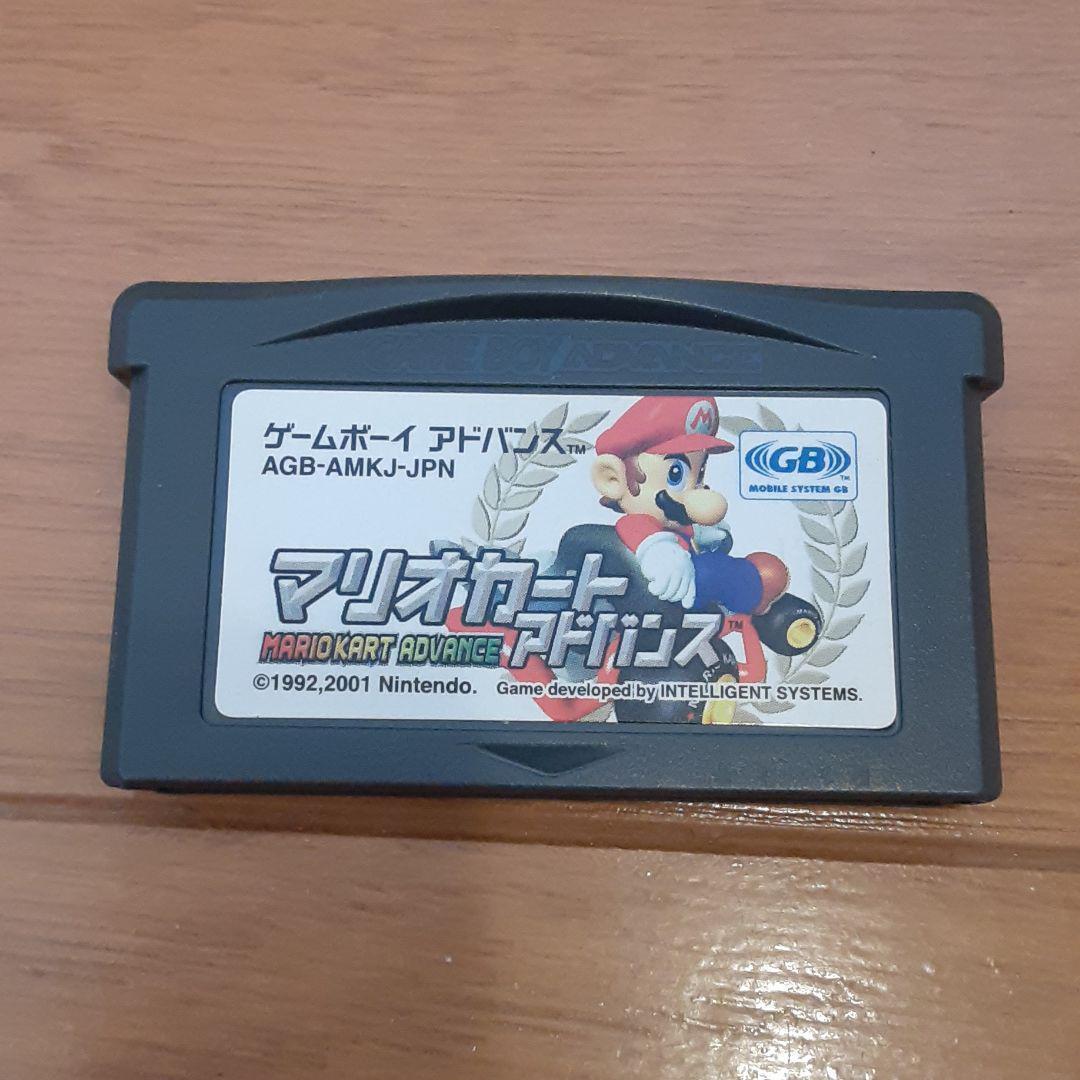 GAME BOY ADVANCE
ゲームボーイ アドバンス™
AGB-AMKJ-JPN
M
GB™
MOBILE SYSTEM GB
マリオカート
アドバンス™
MARIO KART ADVANCE
©1992,2001 Nintendo. Game developed by INTELLIGENT SYSTEMS.